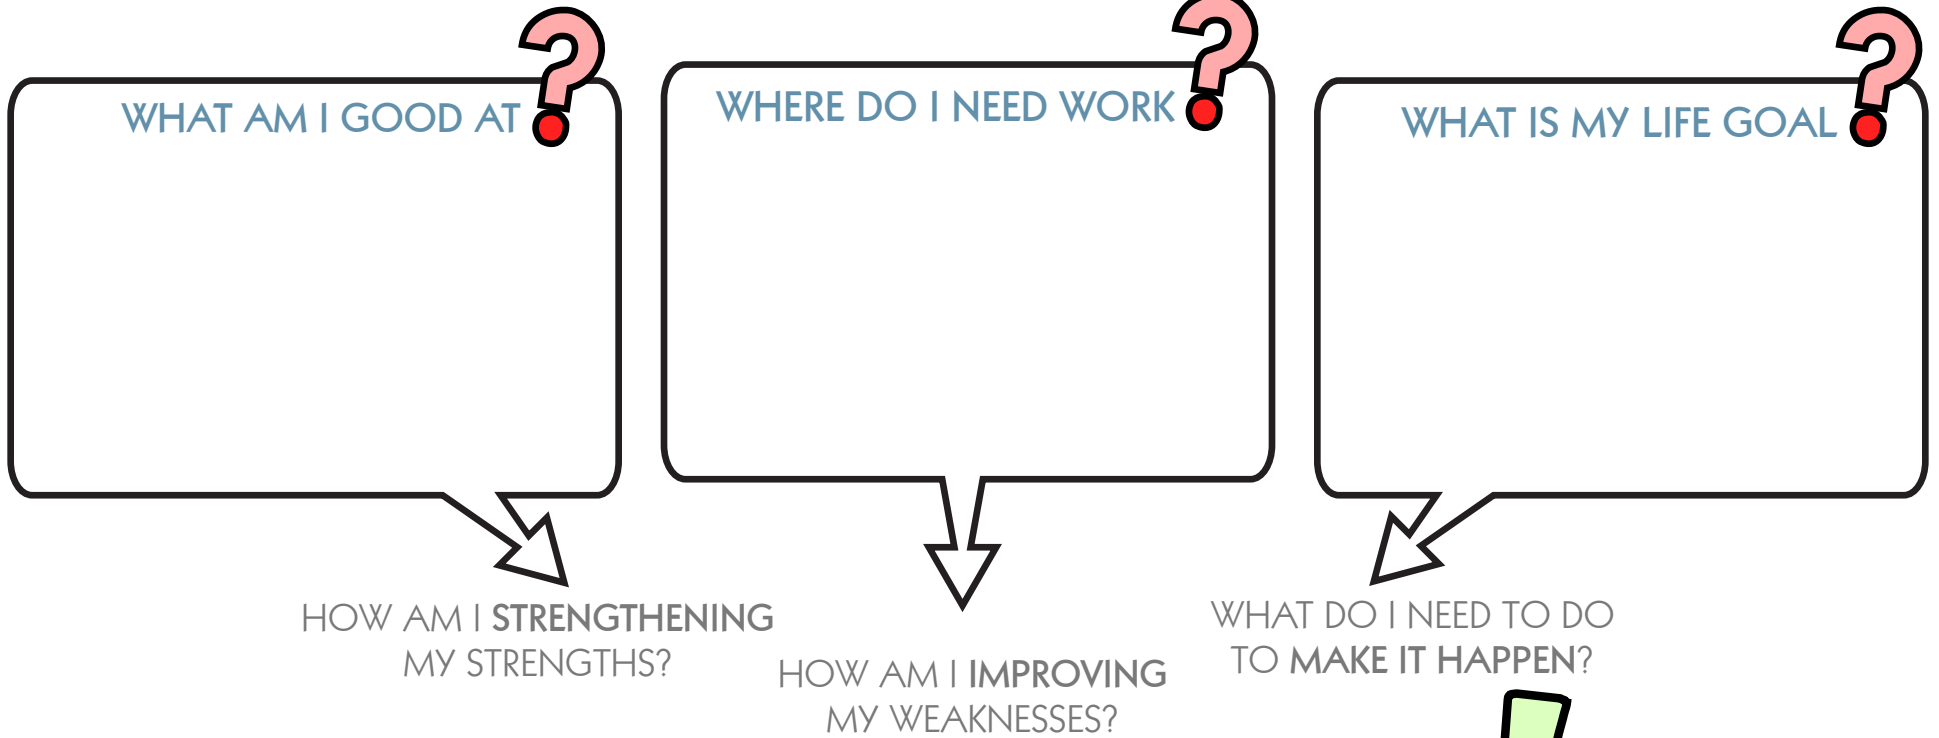 WHAT AM I GOOD AT?
WHERE DO I NEED WORK?
WHAT IS MY LIFE GOAL?
HOW AM I STRENGTHENING
MY STRENGTHS?
HOW AM I IMPROVING
MY WEAKNESSES?
WHAT DO I NEED TO DO
TO MAKE IT HAPPEN?